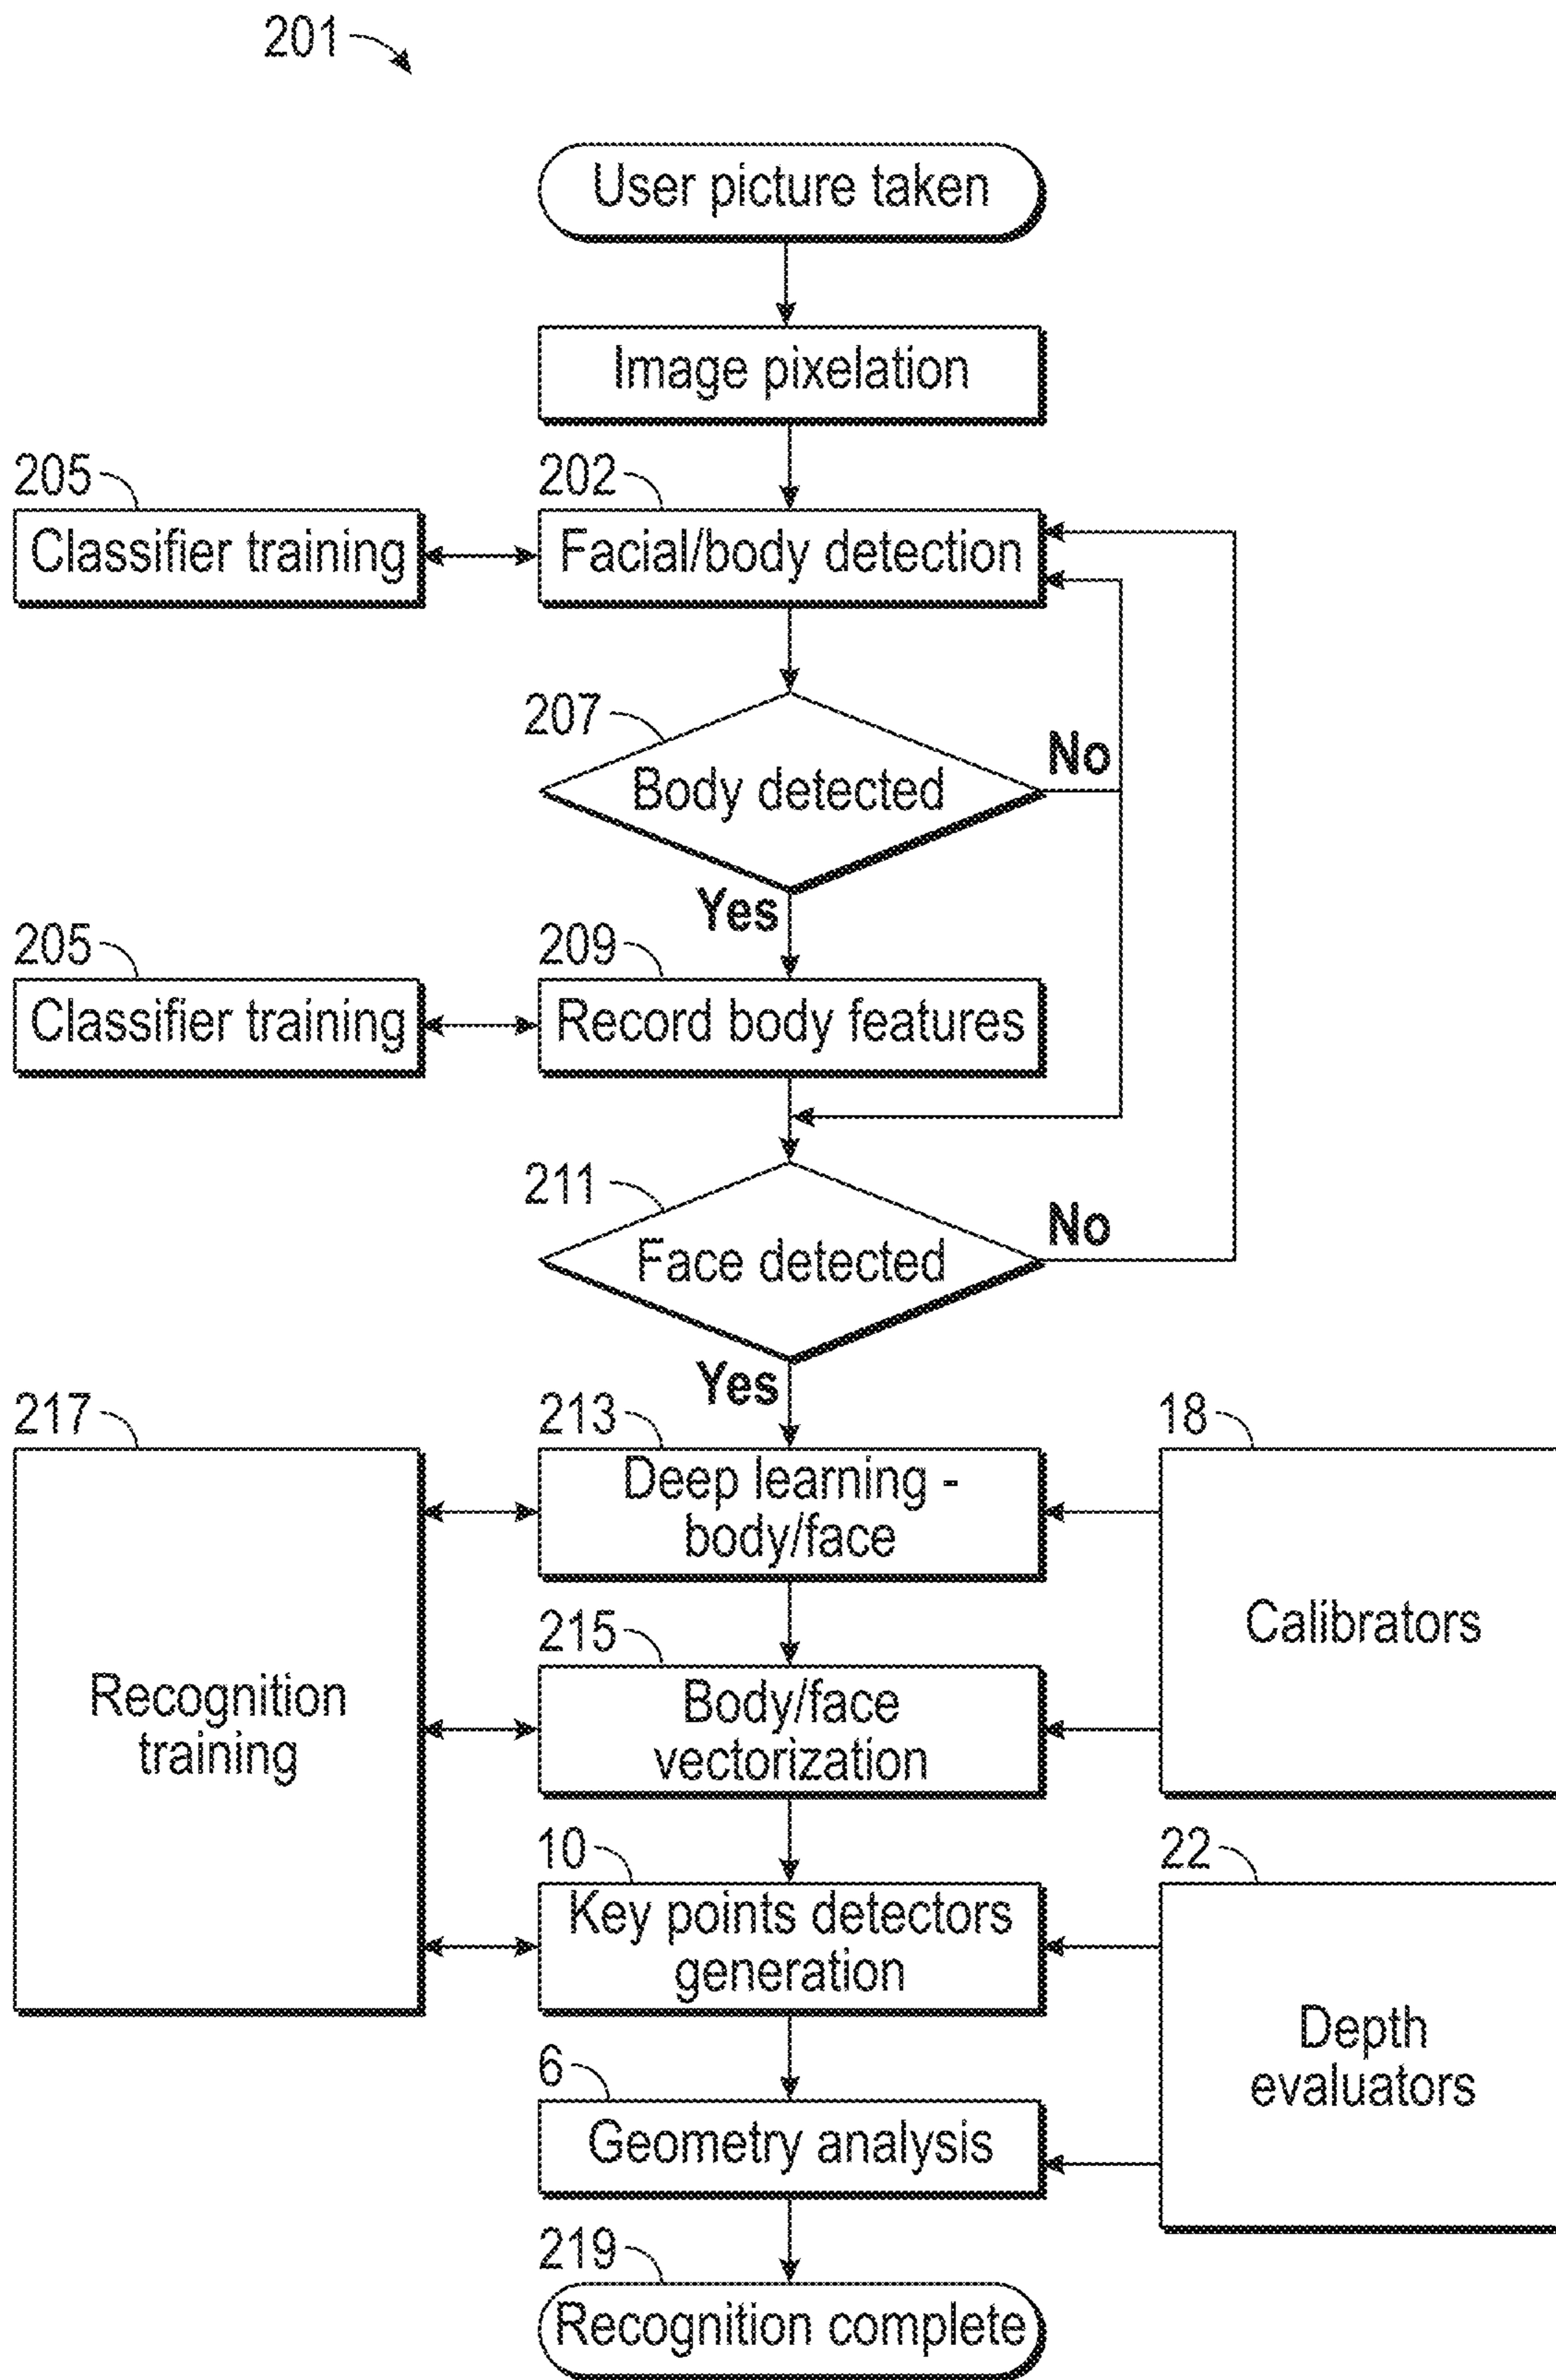 201
User picture taken
Image pixelation
205
202
Classifier training
Facial/body detection
207
No
Body detected
Yes
205
209
Classifier training
Record body features
211
No
Face detected
Yes
217
213
18
Deep learning -
body/face
Calibrators
215
Recognition
training
Body/face
vectorization
10
22
Key points detectors
generation
Depth
evaluators
6
Geometry analysis
219
Recognition complete